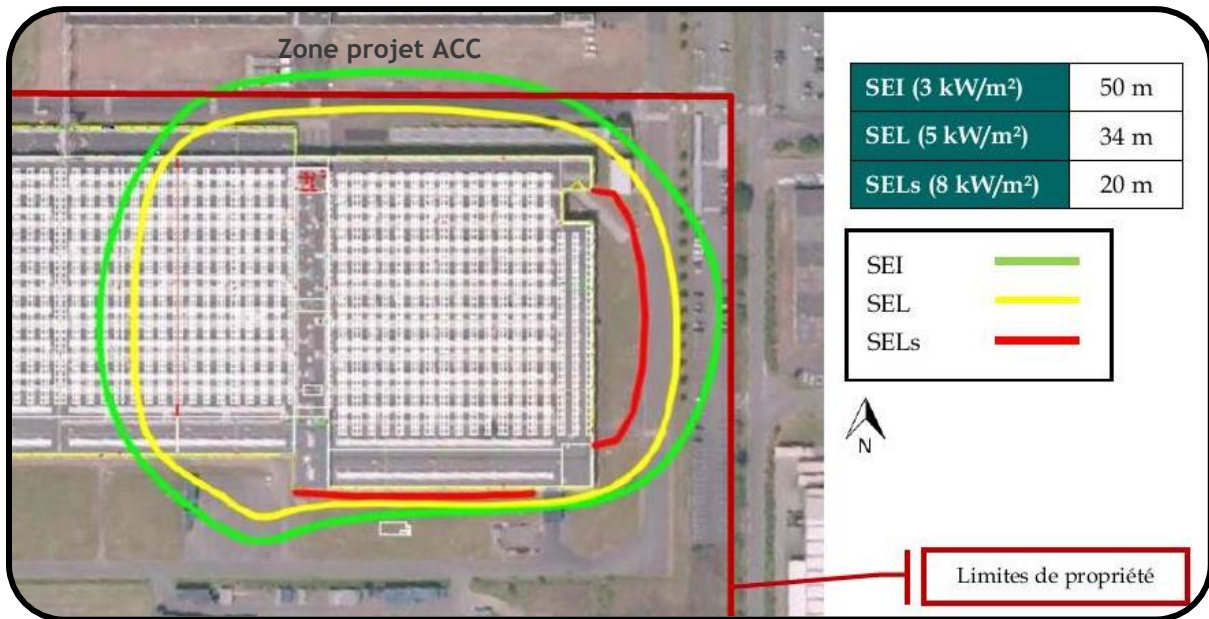 Zone projet ACC
SEI (3 kW/m²) 50 m
SEL (5 kW/m²) 34 m
SELs (8 kW/m²) 20 m
SEI
SEL
SELs
N
Limites de propriété